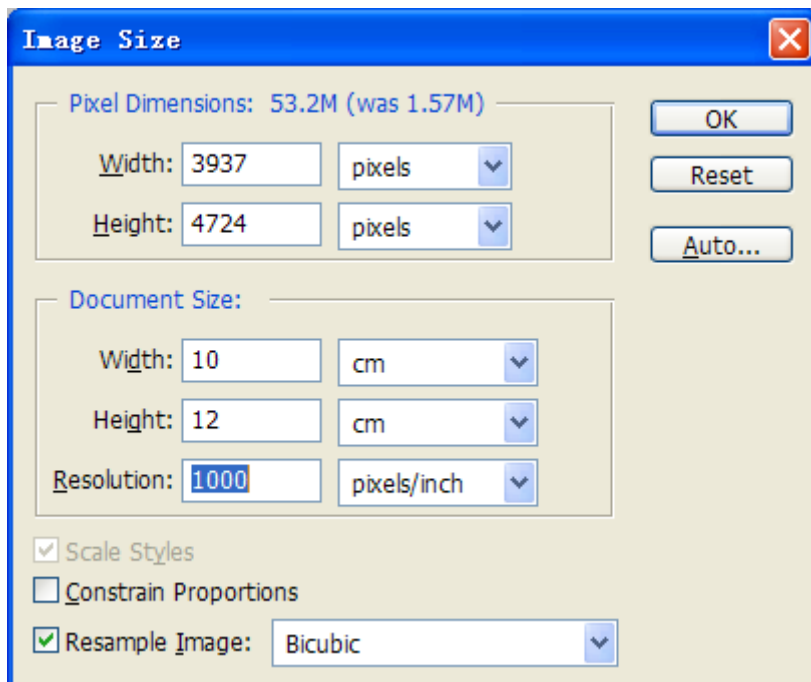 Image Size
Pixel Dimensions: 53.2M (was 1.57M)
Width: 3937 pixels
Height: 4724 pixels
OK
Reset
Auto...
Document Size:
Width: 10 cm
Height: 12 cm
Resolution: 1000 pixels/inch
Scale Styles
Constrain Proportions
Resample Image: Bicubic